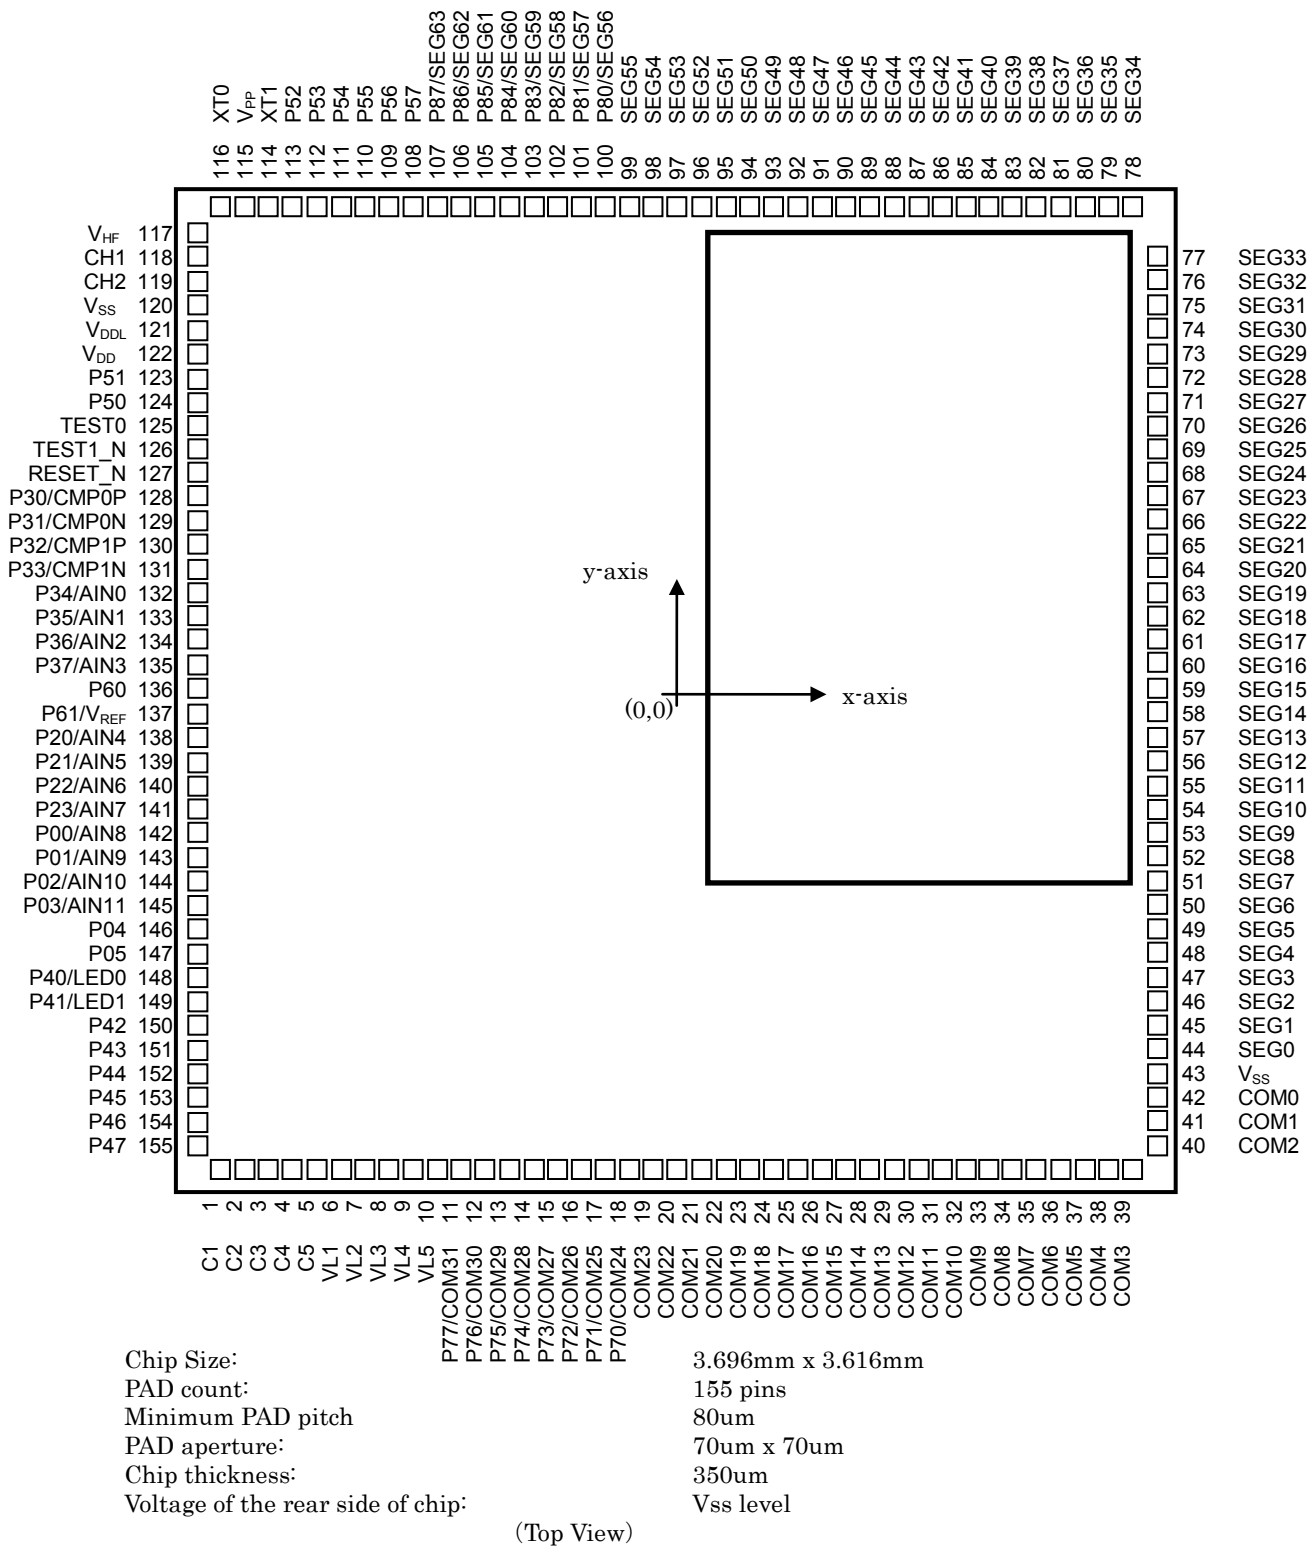 XT0
VPP
XT1
P52
P53
P54
P55
P56
P57
P87/SEG63
P86/SEG62
P85/SEG61
P84/SEG60
P83/SEG59
P82/SEG58
P81/SEG57
P80/SEG56
SEG55
SEG54
SEG53
SEG52
SEG51
SEG50
SEG49
SEG48
SEG47
SEG46
SEG45
SEG44
SEG43
SEG42
SEG41
SEG40
SEG39
SEG38
SEG37
SEG36
SEG35
SEG34
116
115
114
113
112
111
110
109
108
107
106
105
104
103
102
101
100
99
98
97
96
95
94
93
92
91
90
89
88
87
86
85
84
83
82
81
80
79
78
VHF 117
CH1 118
CH2 119
VSS 120
VDDL 121
VDD 122
P51 123
P50 124
TEST0 125
TEST1_N 126
RESET_N 127
P30/CMP0P 128
P31/CMP0N 129
P32/CMP1P 130
P33/CMP1N 131
P34/AIN0 132
P35/AIN1 133
P36/AIN2 134
P37/AIN3 135
P60 136
P61/VREF 137
P20/AIN4 138
P21/AIN5 139
P22/AIN6 140
P23/AIN7 141
P00/AIN8 142
P01/AIN9 143
P02/AIN10 144
P03/AIN11 145
P04 146
P05 147
P40/LED0 148
P41/LED1 149
P42 150
P43 151
P44 152
P45 153
P46 154
P47 155
y-axis
(0,0)
x-axis
77 SEG33
76 SEG32
75 SEG31
74 SEG30
73 SEG29
72 SEG28
71 SEG27
70 SEG26
69 SEG25
68 SEG24
67 SEG23
66 SEG22
65 SEG21
64 SEG20
63 SEG19
62 SEG18
61 SEG17
60 SEG16
59 SEG15
58 SEG14
57 SEG13
56 SEG12
55 SEG11
54 SEG10
53 SEG9
52 SEG8
51 SEG7
50 SEG6
49 SEG5
48 SEG4
47 SEG3
46 SEG2
45 SEG1
44 SEG0
43 VSS
42 COM0
41 COM1
40 COM2
1
2
3
4
5
6
7
8
9
10
11
12
13
14
15
16
17
18
19
20
21
22
23
24
25
26
27
28
29
30
31
32
33
34
35
36
37
38
39
C1
C2
C3
C4
C5
VL1
VL2
VL3
VL4
VL5
P77/COM31
P76/COM30
P75/COM29
P74/COM28
P73/COM27
P72/COM26
P71/COM25
P70/COM24
COM23
COM22
COM21
COM20
COM19
COM18
COM17
COM16
COM15
COM14
COM13
COM12
COM11
COM10
COM9
COM8
COM7
COM6
COM5
COM4
COM3
Chip Size: 3.696mm x 3.616mm
PAD count: 155 pins
Minimum PAD pitch 80um
PAD aperture: 70um x 70um
Chip thickness: 350um
Voltage of the rear side of chip: Vss level
(Top View)